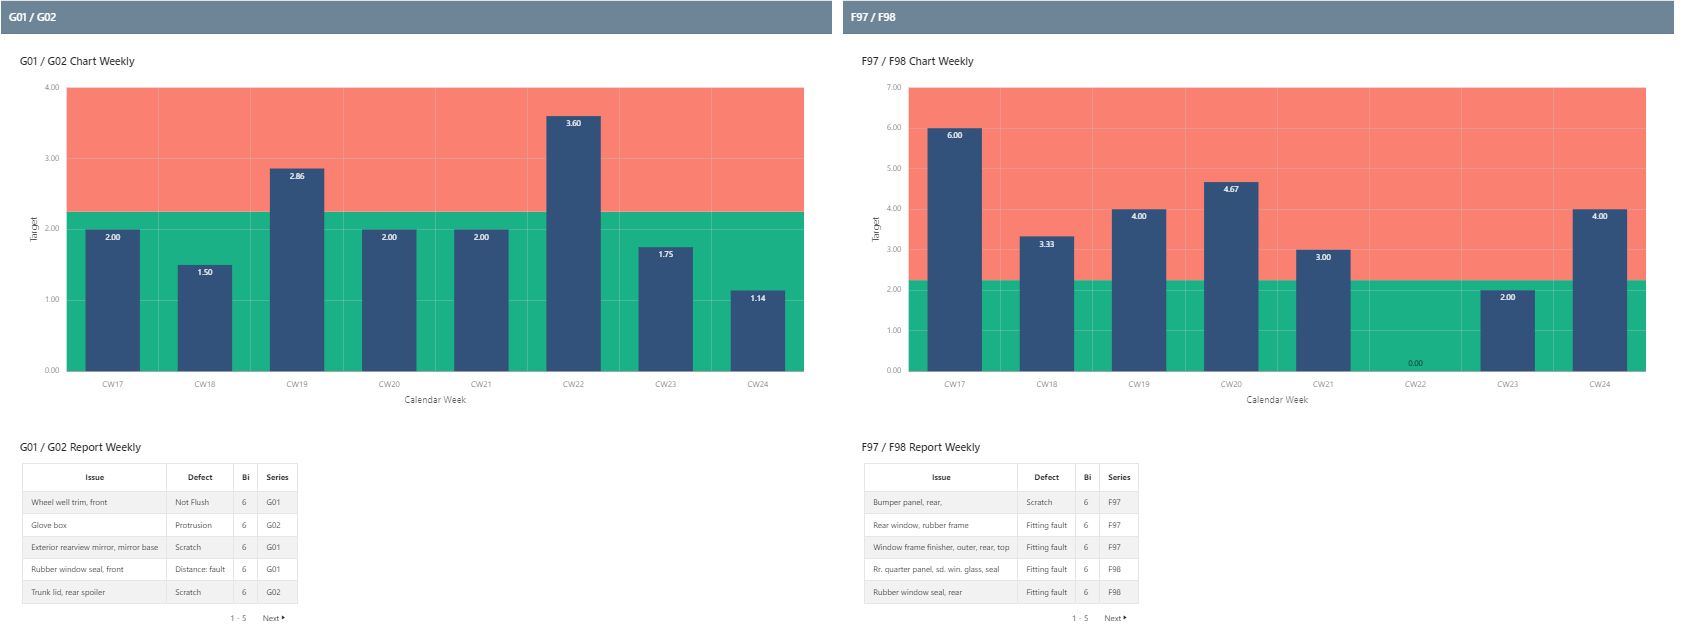 G01 / G02
G01 / G02 Chart Weekly
4.00
3.00
2.00
1.00
0.00
Target
2.00
1.50
2.86
2.00
2.00
3.60
1.75
1.14
CW17 CW18 CW19 CW20 CW21 CW22 CW23 CW24
Calendar Week
G01 / G02 Report Weekly
Issue Defect Bi Series
Wheel well trim, front Not Flush 6 G01
Glove box Protrusion 6 G02
Exterior rearview mirror, mirror base Scratch 6 G01
Rubber window seal, front Distance: fault 6 G01
Trunk lid, rear spoiler Scratch 6 G02
1 - 5 Next
F97 / F98
F97 / F98 Chart Weekly
7.00
6.00
5.00
4.00
3.00
2.00
1.00
0.00
Target
6.00
3.33
4.00
4.67
3.00
0.00
2.00
4.00
CW17 CW18 CW19 CW20 CW21 CW22 CW23 CW24
Calendar Week
F97 / F98 Report Weekly
Issue Defect Bi Series
Bumper panel, rear, Scratch 6 F97
Rear window, rubber frame Fitting fault 6 F97
Window frame finisher, outer, rear, top Fitting fault 6 F97
Rr. quarter panel, sd. win. glass, seal Fitting fault 6 F98
Rubber window seal, rear Fitting fault 6 F98
1 - 5 Next